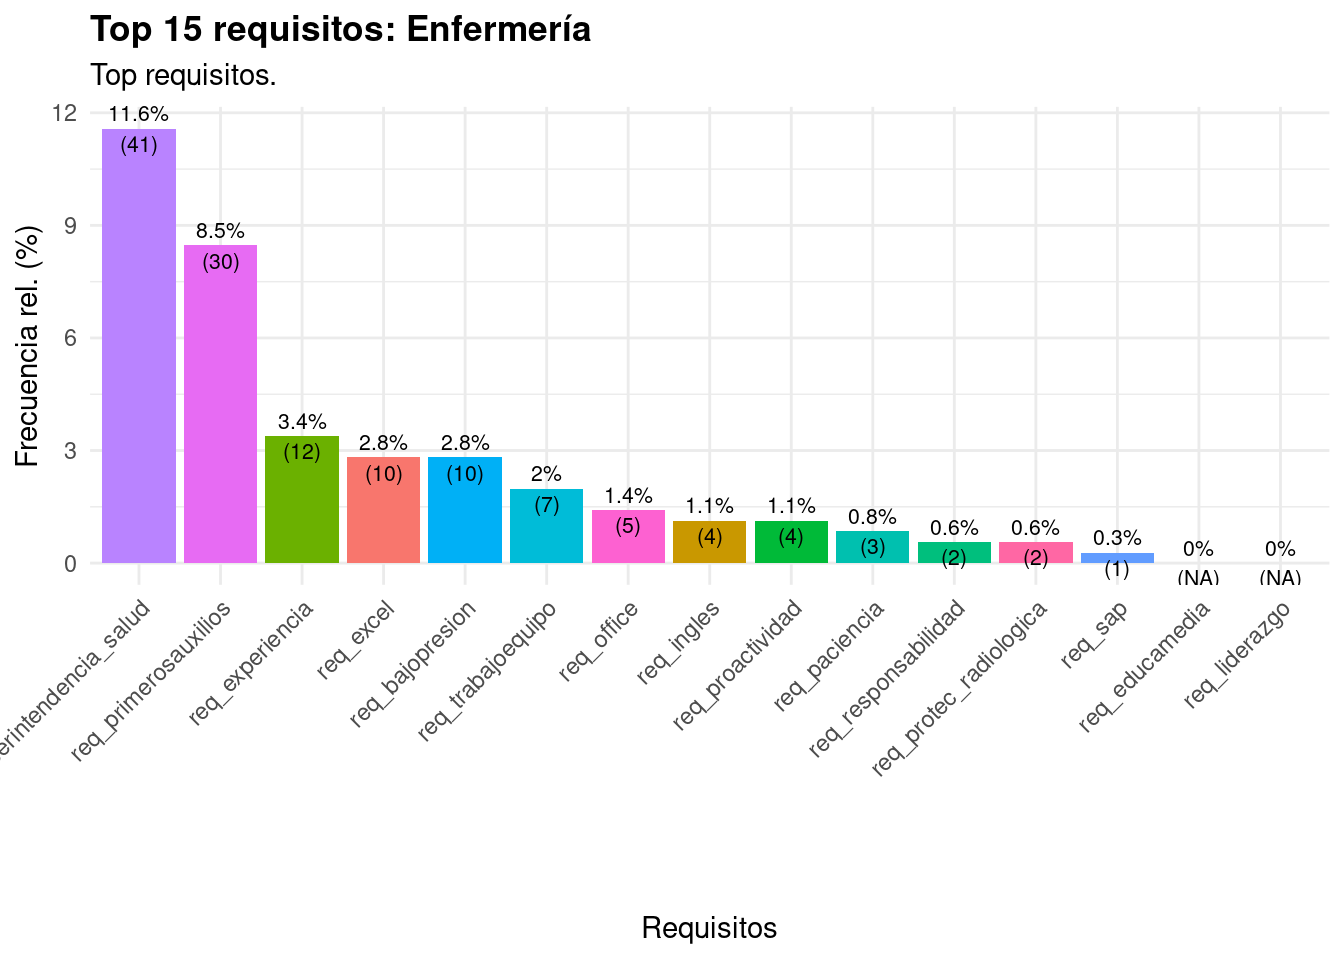 Top 15 requisitos: Enfermería
Top requisitos.
Frecuencia rel. (%)
12
9
6
3
0
11.6%
(41)
8.5%
(30)
3.4%
(12)
2.8%
(10)
2.8%
(10)
2%
(7)
1.4%
(5)
1.1%
(4)
1.1%
(4)
0.8%
(3)
0.6%
(2)
0.6%
(2)
0.3%
(1)
0%
(NA)
0%
(NA)
erintendencia_salud
req_primerosauxilios
req_experiencia
req_excel
req_bajopresion
req_trabajoequipo
req_office
req_ingles
req_proactividad
req_paciencia
req_responsabilidad
req_protec_radiologica
req_sap
req_educamedia
req_liderazgo
Requisitos